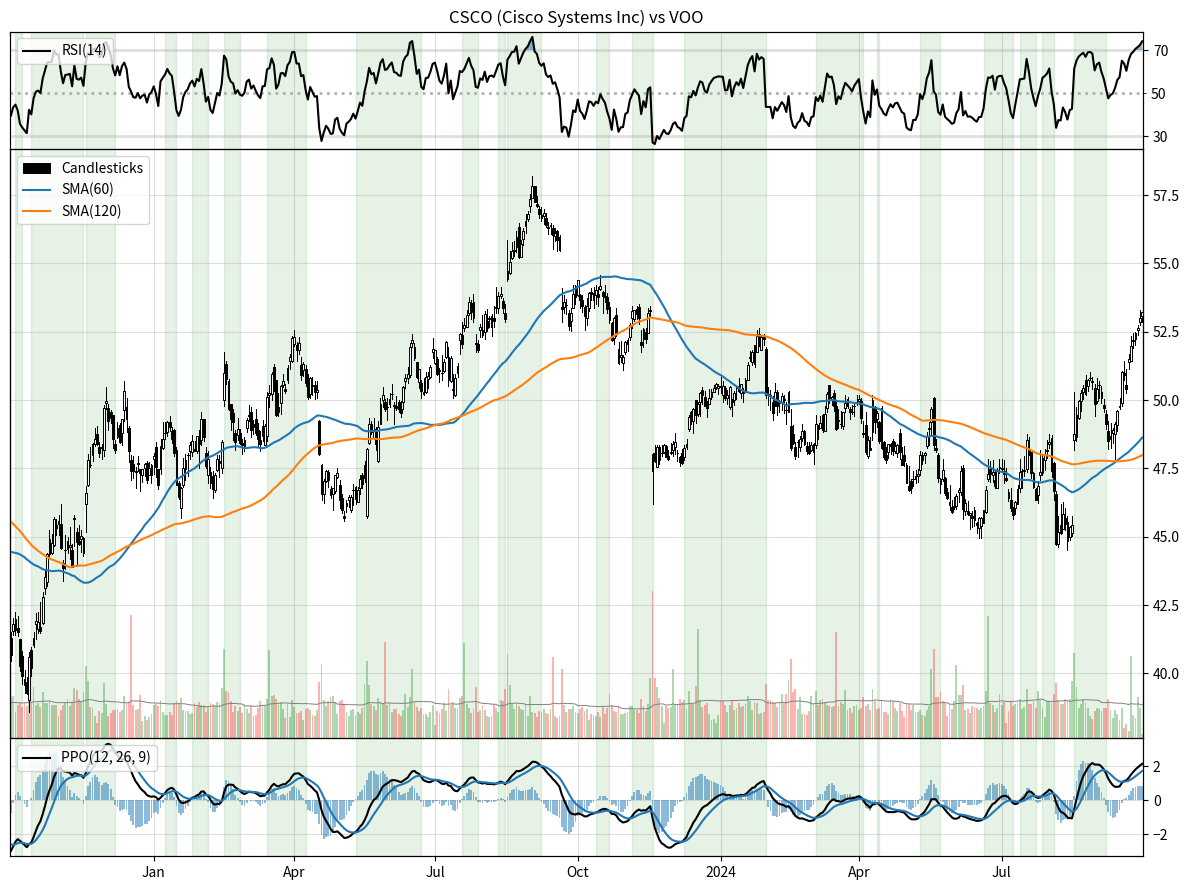 CSCO (Cisco Systems Inc) vs VOO
RSI(14)
70
50
30
Candlesticks
SMA(60)
SMA(120)
57.5
55.0
52.5
50.0
47.5
45.0
42.5
40.0
PPO(12, 26, 9)
2
0
−2
Jan
Apr
Jul
Oct
2024
Apr
Jul